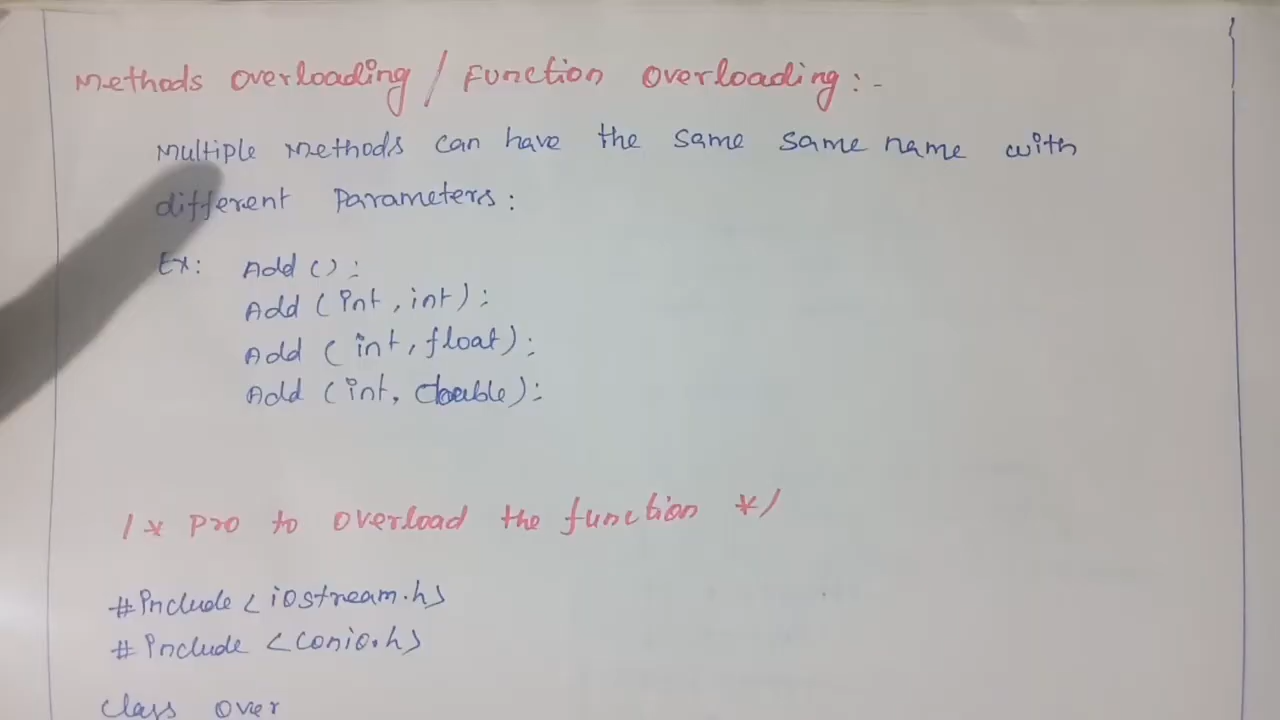 Methods overloading / Function overloading :-
Multiple Methods can have the same same name with
different Parameters :
Ex: Add () ;
Add (int, int) ;
Add (int, float) ;
Add (int, double) ;
/* Pro to overload the function */
#include <iostream.h>
#include <conio.h>
class over